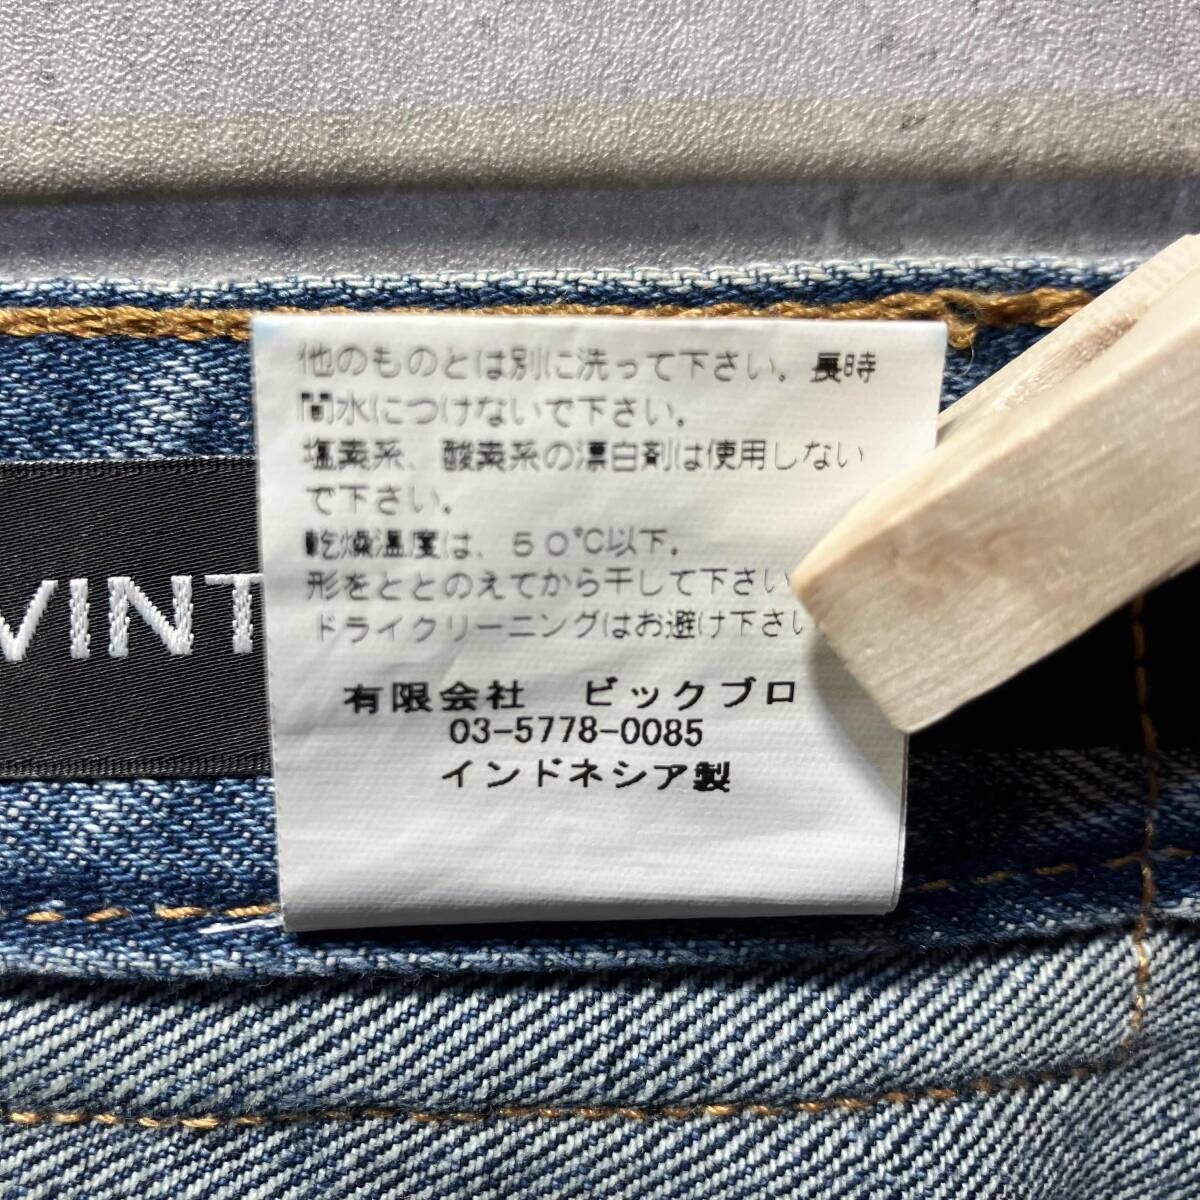 他のものとは別に洗って下さい。長時
間水につけないで下さい。
塩素系、酸素系の漂白剤は使用しない
で下さい。
乾燥温度は、50℃以下。
形をととのえてから干して下さい
ドライクリーニングはお避け下さい
有限会社　ビックブロ
03-5778-0085
インドネシア製
VINT